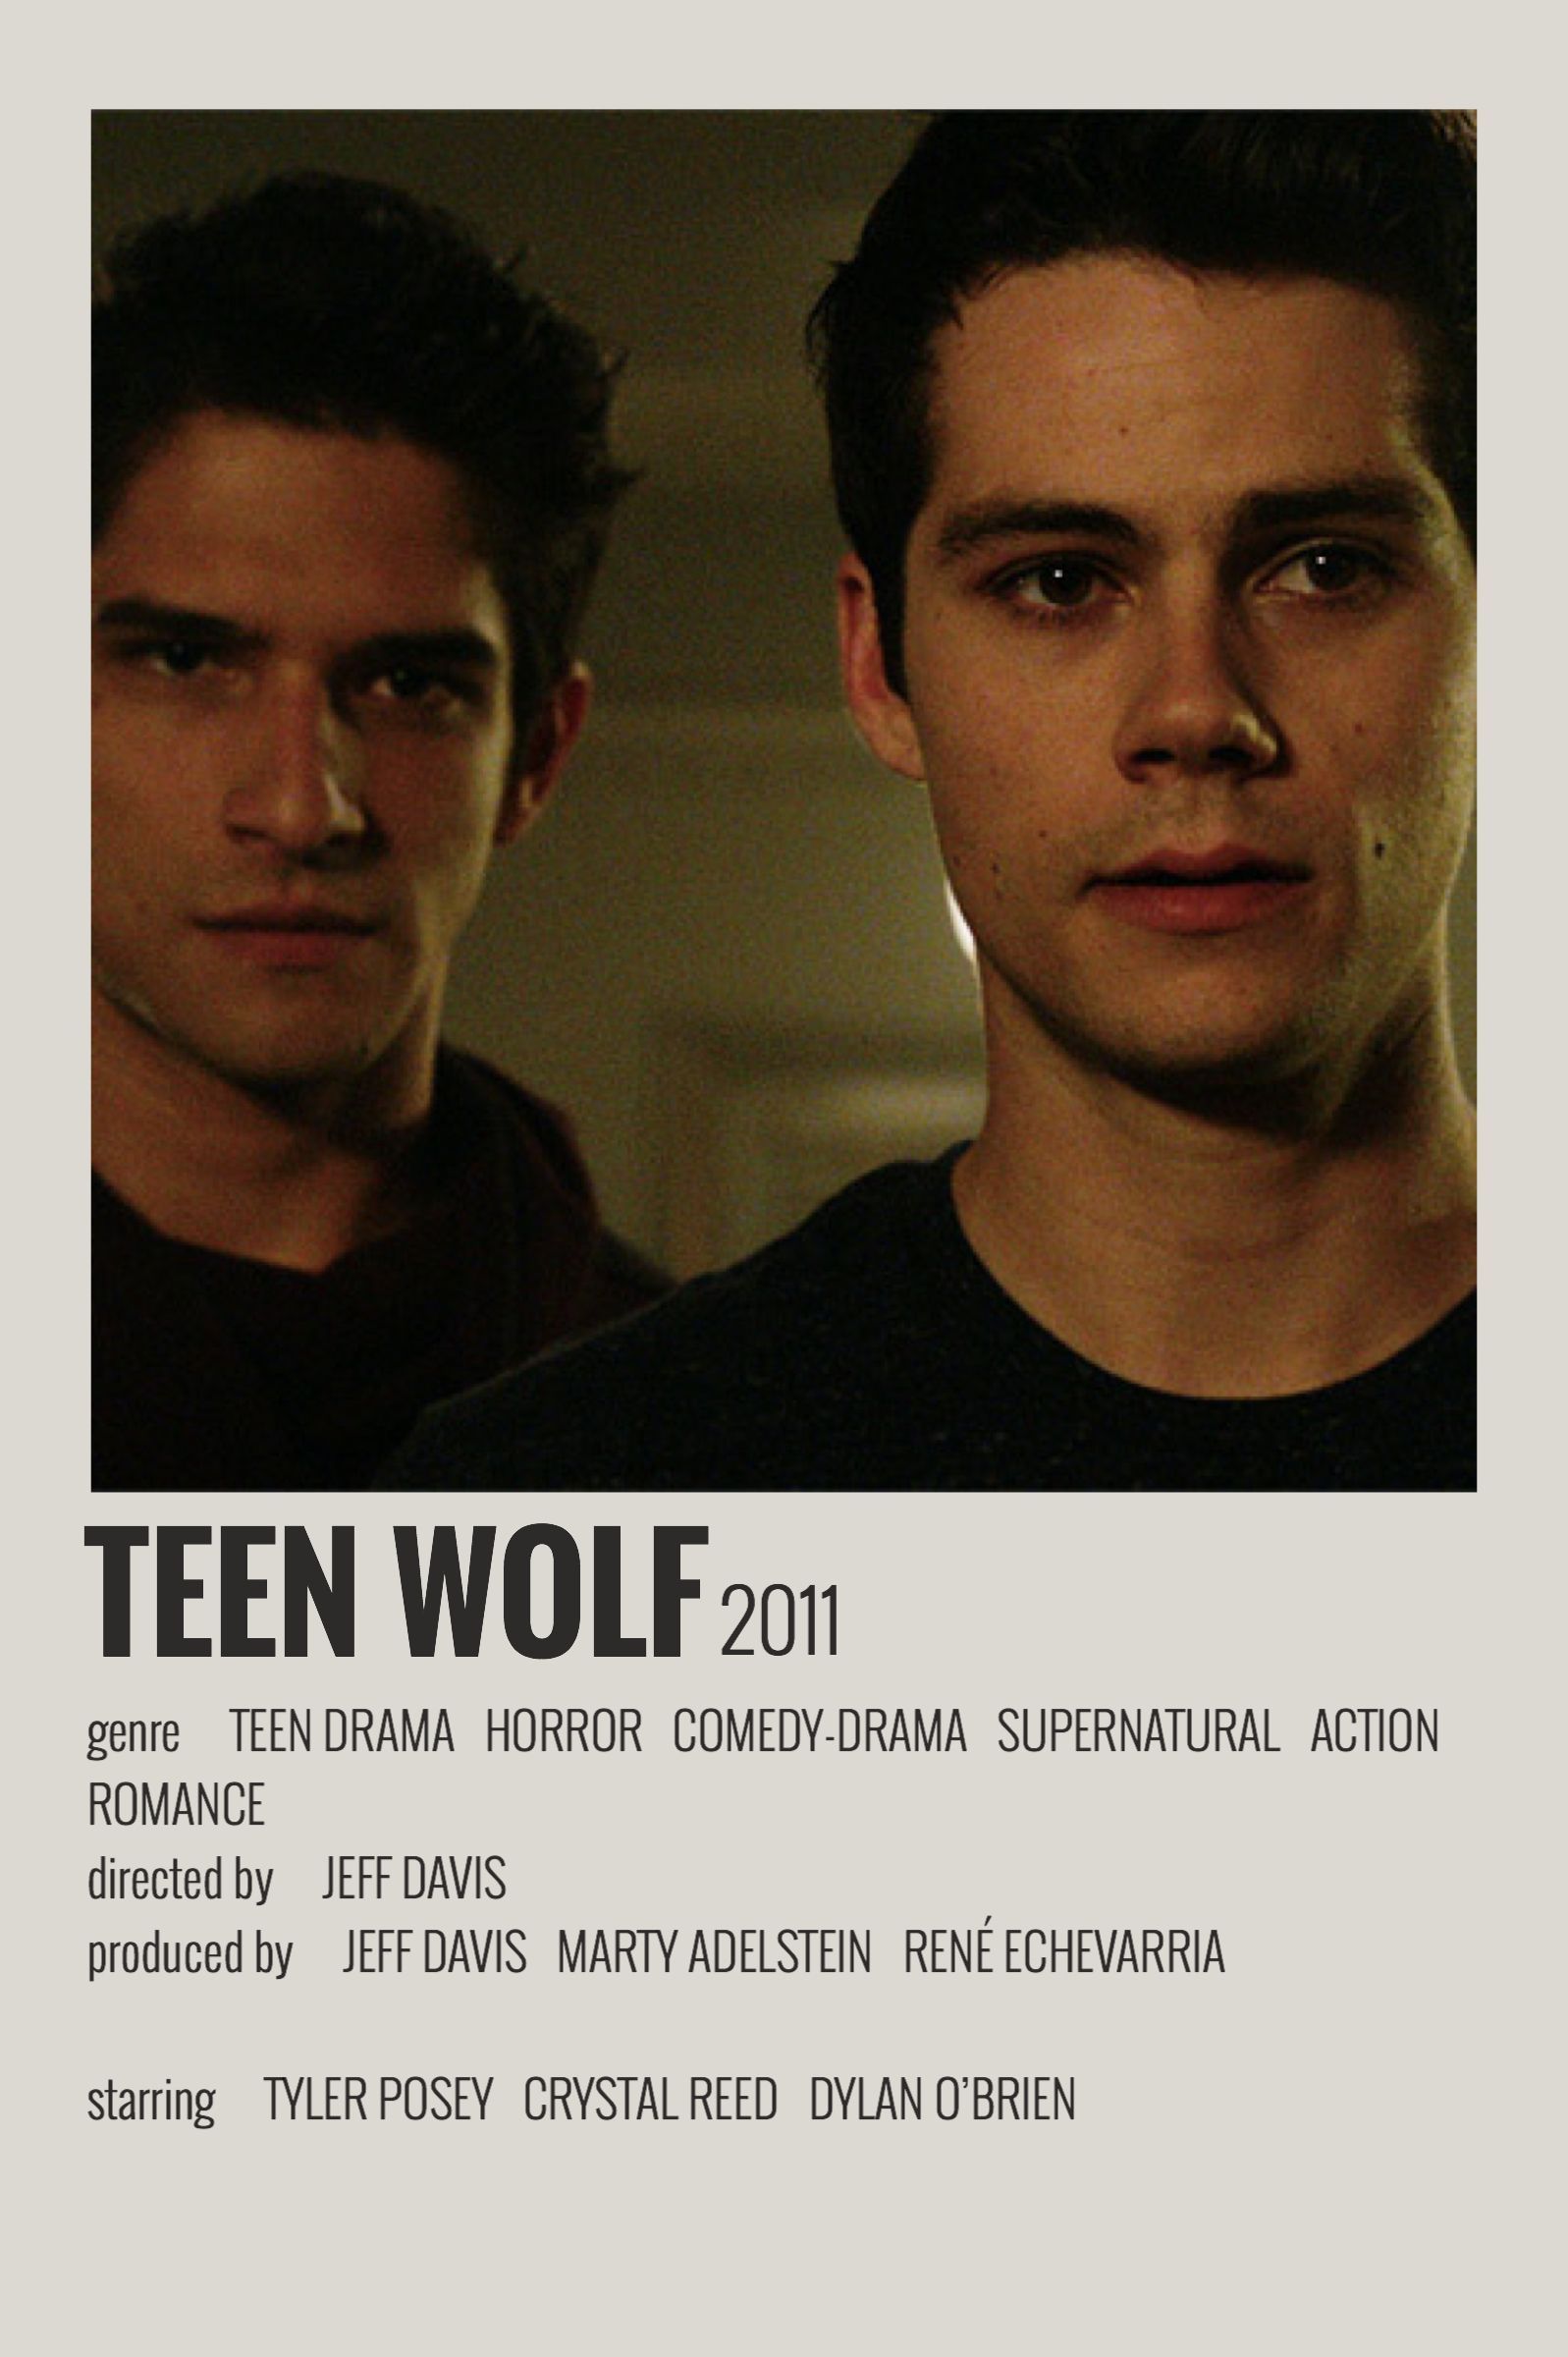 TEEN WOLF 2011
genre TEEN DRAMA HORROR COMEDY-DRAMA SUPERNATURAL ACTION
ROMANCE
directed by JEFF DAVIS
produced by JEFF DAVIS MARTY ADELSTEIN RENÉ ECHEVARRIA
starring TYLER POSEY CRYSTAL REED DYLAN O’BRIEN